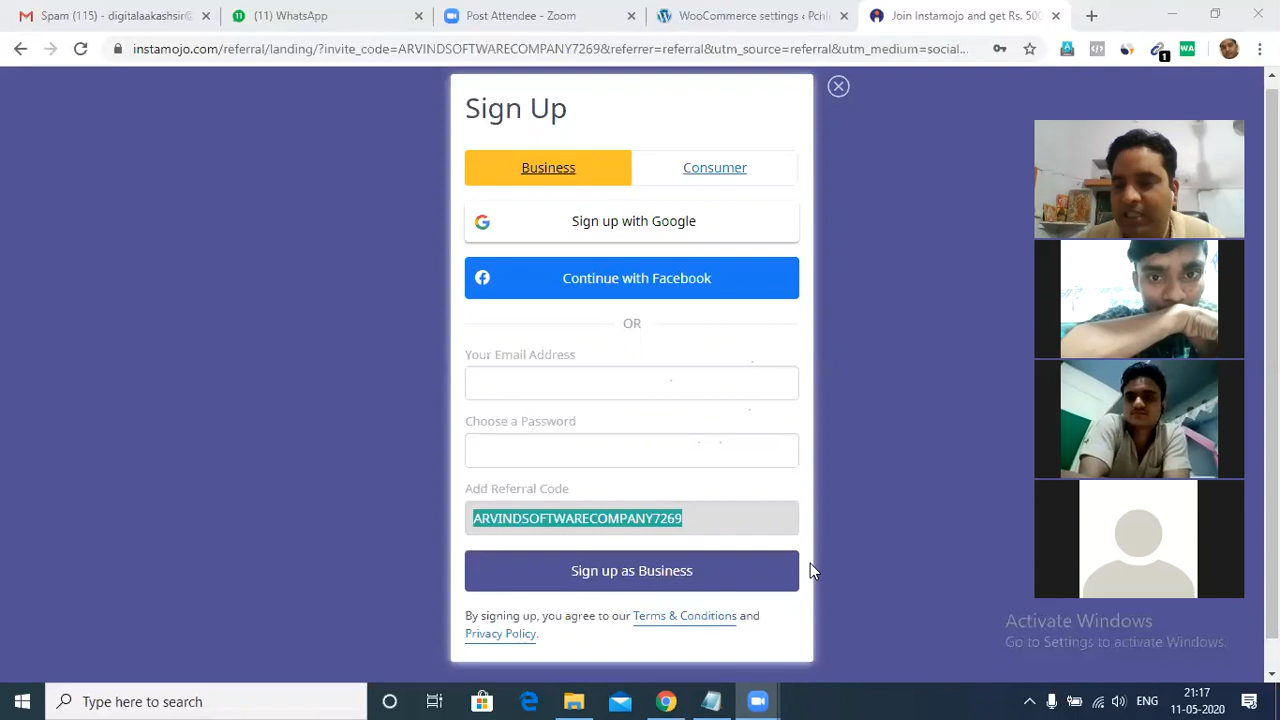 Spam (115) - digitalaakashsir
(11) WhatsApp
Post Attendee - Zoom
WooCommerce settings ‹ Pchl
Join Instamojo and get Rs. 500
instamojo.com/referral/landing/?invite_code=ARVINDSOFTWARECOMPANY7269&referrer=referral&utm_source=referral&utm_medium=social...
1
WA
Sign Up
Business
Consumer
Sign up with Google
Continue with Facebook
OR
Your Email Address
Choose a Password
Add Referral Code
ARVINDSOFTWARECOMPANY7269
Sign up as Business
By signing up, you agree to our Terms & Conditions and
Privacy Policy.
Activate Windows
Go to Settings to activate Windows.
Type here to search
ENG
21:17
11-05-2020